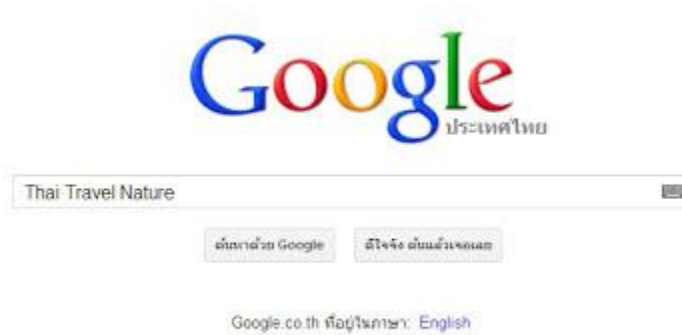 Google
ประเทศไทย
Thai Travel Nature
ค้นหาด้วย Google ดีใจจัง ค้นแล้วเจอเลย
Google.co.th ที่อยู่ในภาษา: English